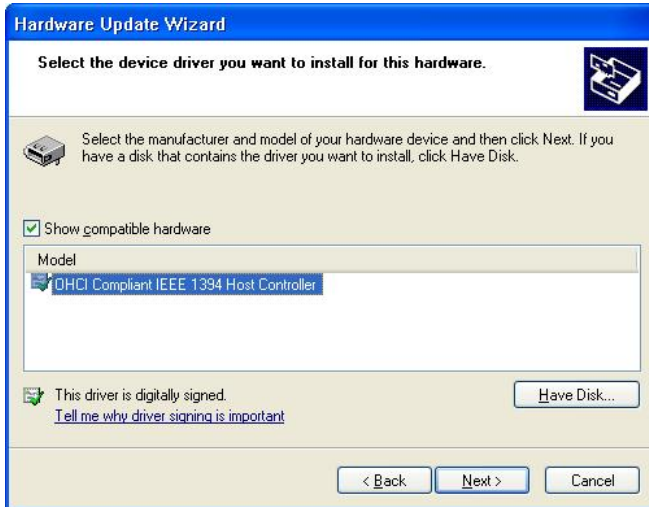 Hardware Update Wizard
Select the device driver you want to install for this hardware.
Select the manufacturer and model of your hardware device and then click Next. If you
have a disk that contains the driver you want to install, click Have Disk.
Show compatible hardware
Model
OHCI Compliant IEEE 1394 Host Controller
This driver is digitally signed.
Have Disk...
Tell me why driver signing is important
< Back
Next >
Cancel